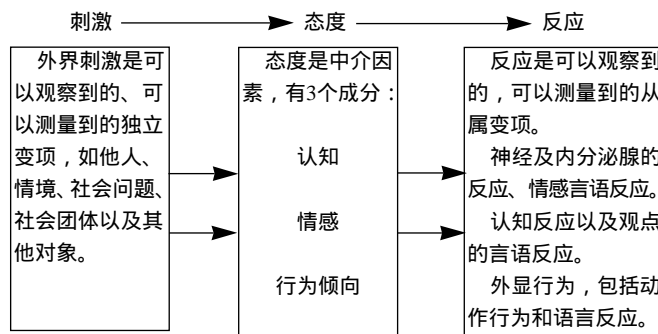 刺激 态度 反应
外界刺激是可
以观察到的、可
以测量到的独立
变项，如他人、
情境、社会问题、
社会团体以及其
他对象。
态度是中介因
素，有3个成分：
认知
情感
行为倾向
反应是可以观察到
的，可以测量到的从
属变项。
神经及内分泌腺的
反应、情感言语反应。
认知反应以及观点
的言语反应。
外显行为，包括动
作行为和语言反应。